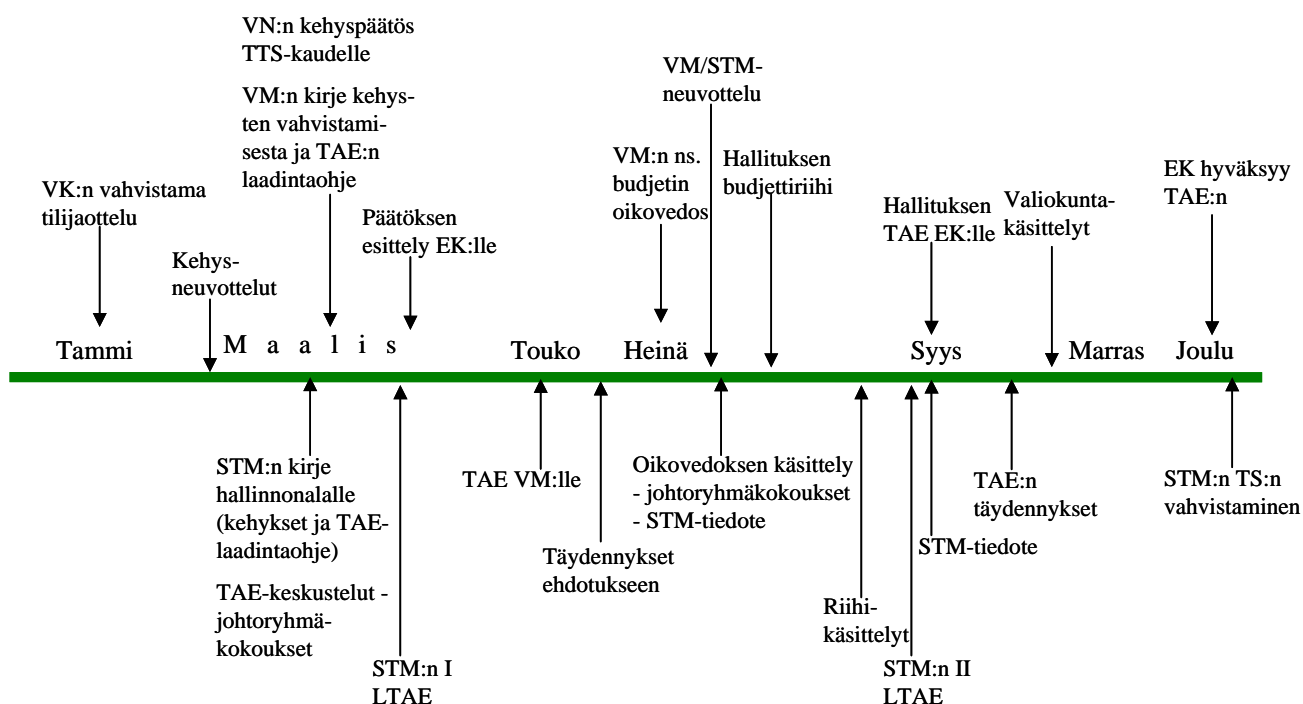 VN:n kehyspäätös
TTS-kaudelle
VM:n kirje kehys-
ten vahvistami-
sesta ja TAE:n
laadintaohje
VM/STM-
neuvottelu
VK:n vahvistama
tilijaottelu
Kehys-
neuvottelut
Päätöksen
esittely EK:lle
VM:n ns.
budjetin
oikovedos
Hallituksen
budjettiriihi
Hallituksen
TAE EK:lle
Valiokunta-
käsittelyt
EK hyväksyy
TAE:n
Tammi
M a a l i s
Touko
Heinä
Syys
Marras
Joulu
STM:n kirje
hallinnonalalle
(kehykset ja TAE-
laadintaohje)
TAE-keskustelut -
johtoryhmä-
kokoukset
STM:n I
LTAE
TAE VM:lle
Täydennykset
ehdotukseen
Oikovedoksen käsittely
- johtoryhmäkokoukset
- STM-tiedote
Riihi-
käsittelyt
STM:n II
LTAE
STM-tiedote
TAE:n
täydennykset
STM:n TS:n
vahvistaminen